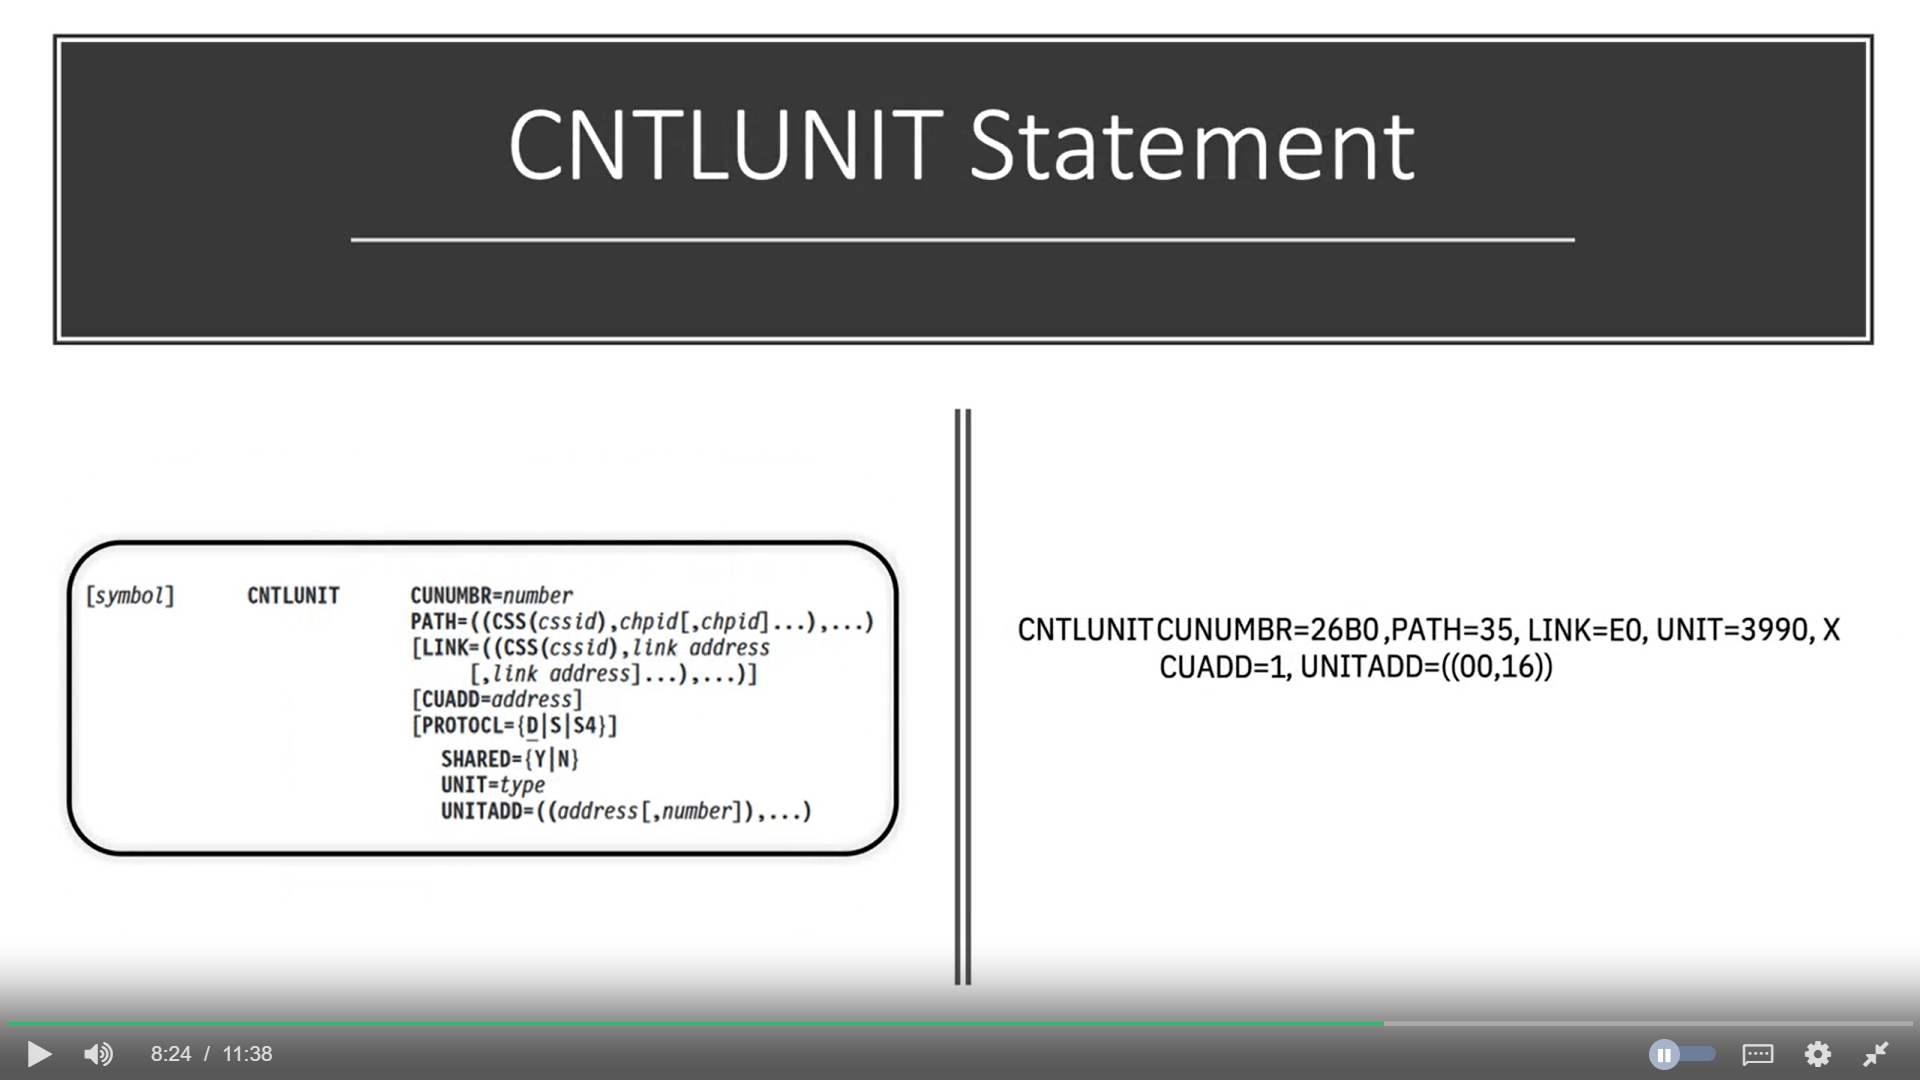 CNTLUNIT Statement
[symbol] CNTLUNIT CUNUMBR=number
PATH=((CSS(cssid),chpid[,chpid]...),...)
[LINK=((CSS(cssid),link address
[,link address]...),...)]
[CUADD=address]
[PROTOCL={D|S|S4}]
SHARED={Y|N}
UNIT=type
UNITADD=((address[,number]),...)
CNTLUNIT CUNUMBR=26B0 ,PATH=35, LINK=E0, UNIT=3990, X
CUADD=1, UNITADD=((00,16))
8:24 / 11:38